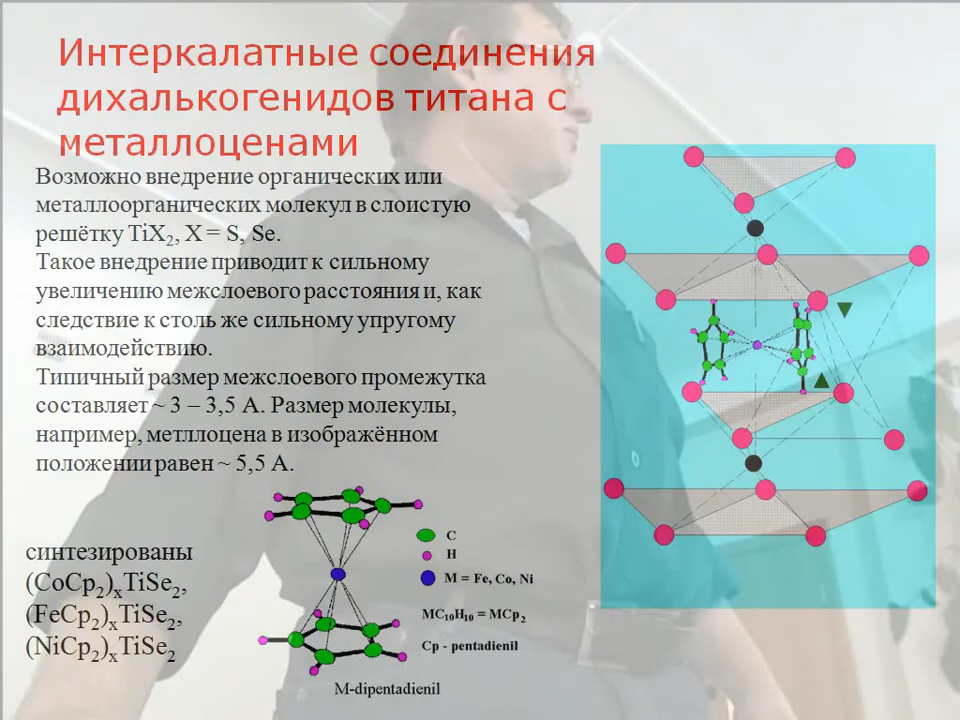 Интеркалатные соединения
дихалькогенидов титана с
металлоценами
Возможно внедрение органических или
металлоорганических молекул в слоистую
решётку TiX₂, X = S, Se.
Такое внедрение приводит к сильному
увеличению межслоевого расстояния и, как
следствие к столь же сильному упругому
взаимодействию.
Типичный размер межслоевого промежутка
составляет ~ 3 – 3,5 А. Размер молекулы,
например, метллоцена в изображённом
положении равен ~ 5,5 А.
синтезированы
(CoCp₂)ₓTiSe₂,
(FeCp₂)ₓTiSe₂,
(NiCp₂)ₓTiSe₂
C
H
M = Fe, Co, Ni
MC₁₀H₁₀ = MCp₂
Cp - pentadienil
M-dipentadienil